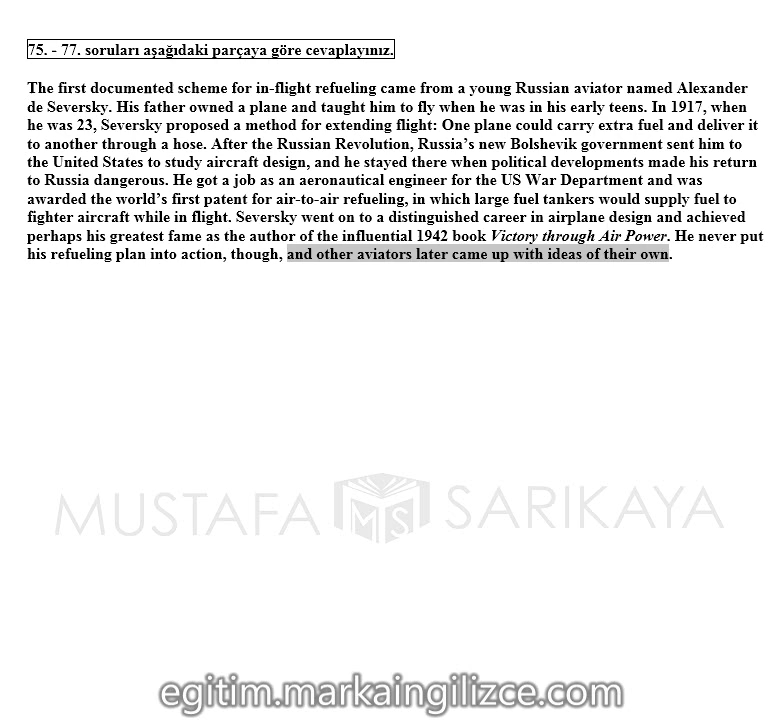 75. - 77. soruları aşağıdaki parçaya göre cevaplayınız.
The first documented scheme for in-flight refueling came from a young Russian aviator named Alexander
de Seversky. His father owned a plane and taught him to fly when he was in his early teens. In 1917, when
he was 23, Seversky proposed a method for extending flight: One plane could carry extra fuel and deliver it
to another through a hose. After the Russian Revolution, Russia's new Bolshevik government sent him to
the United States to study aircraft design, and he stayed there when political developments made his return
to Russia dangerous. He got a job as an aeronautical engineer for the US War Department and was
awarded the world's first patent for air-to-air refueling, in which large fuel tankers would supply fuel to
fighter aircraft while in flight. Seversky went on to a distinguished career in airplane design and achieved
perhaps his greatest fame as the author of the influential 1942 book Victory through Air Power. He never put
his refueling plan into action, though, and other aviators later came up with ideas of their own.
MUSTAFA MS SARIKAYA
egitim.markaingilizce.com